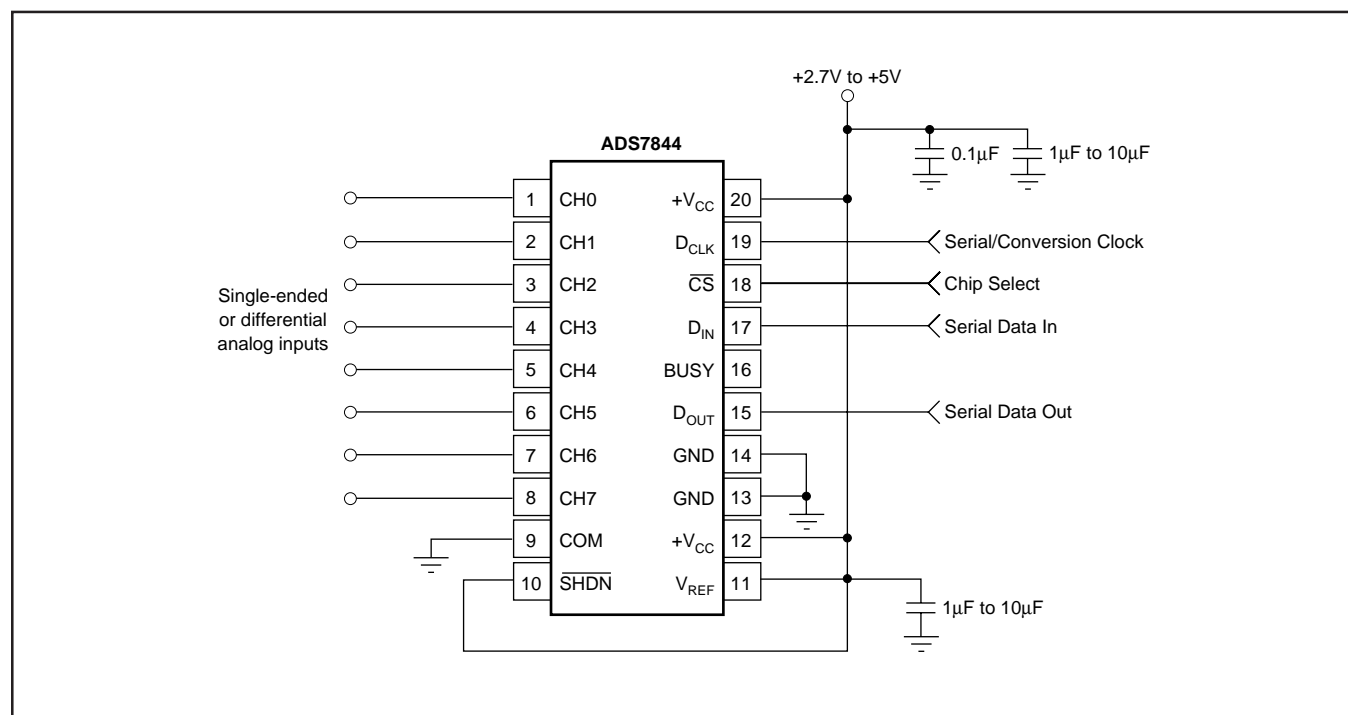 +2.7V to +5V
ADS7844
0.1μF
1μF to 10μF
1 CH0 +VCC 20
2 CH1 DCLK 19 Serial/Conversion Clock
3 CH2 CS 18 Chip Select
Single-ended
or differential
analog inputs
4 CH3 DIN 17 Serial Data In
5 CH4 BUSY 16
6 CH5 DOUT 15 Serial Data Out
7 CH6 GND 14
8 CH7 GND 13
9 COM +VCC 12
10 SHDN VREF 11
1μF to 10μF